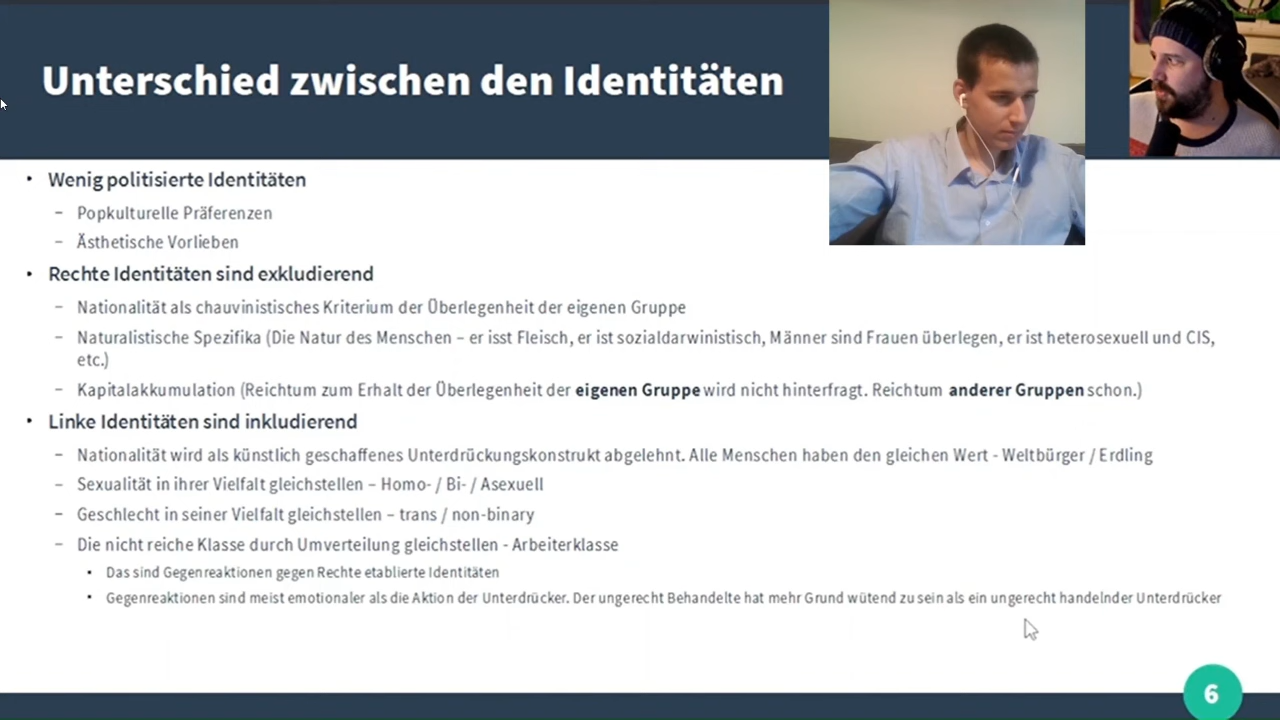 Unterschied zwischen den Identitäten
• Wenig politisierte Identitäten
– Popkulturelle Präferenzen
– Ästhetische Vorlieben
• Rechte Identitäten sind exkludierend
– Nationalität als chauvinistisches Kriterium der Überlegenheit der eigenen Gruppe
– Naturalistische Spezifika (Die Natur des Menschen – er isst Fleisch, er ist sozialdarwinistisch, Männer sind Frauen überlegen, er ist heterosexuell und CIS,
etc.)
– Kapitalakkumulation (Reichtum zum Erhalt der Überlegenheit der eigenen Gruppe wird nicht hinterfragt. Reichtum anderer Gruppen schon.)
• Linke Identitäten sind inkludierend
– Nationalität wird als künstlich geschaffenes Unterdrückungskonstrukt abgelehnt. Alle Menschen haben den gleichen Wert - Weltbürger / Erdling
– Sexualität in ihrer Vielfalt gleichstellen – Homo- / Bi- / Asexuell
– Geschlecht in seiner Vielfalt gleichstellen – trans / non-binary
– Die nicht reiche Klasse durch Umverteilung gleichstellen - Arbeiterklasse
• Das sind Gegenreaktionen gegen Rechte etablierte Identitäten
• Gegenreaktionen sind meist emotionaler als die Aktion der Unterdrücker. Der ungerecht Behandelte hat mehr Grund wütend zu sein als ein ungerecht handelnder Unterdrücker
6